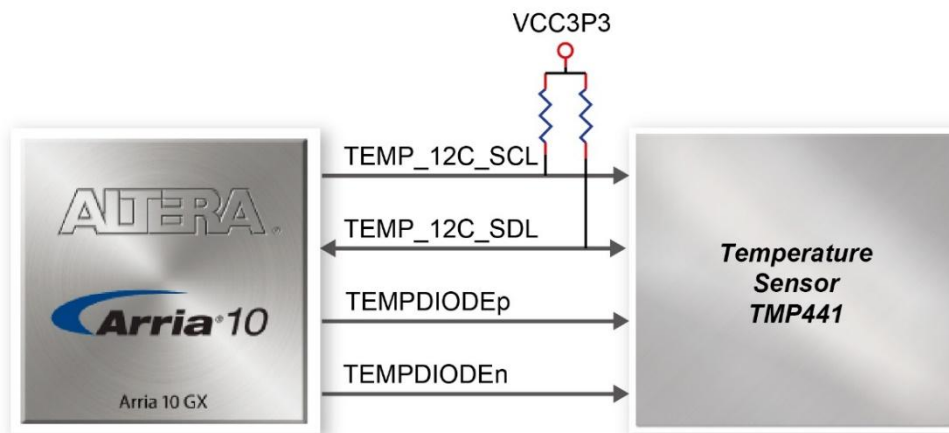 VCC3P3
TEMP_12C_SCL
TEMP_12C_SDL
TEMPDIODEp
TEMPDIODEn
ALTERA®
Arria® 10
Arria 10 GX
Temperature
Sensor
TMP441